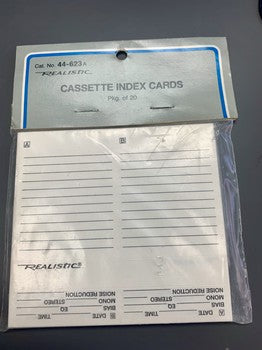 Cat. No. 44-623A
REALISTIC
CASSETTE INDEX CARDS
Pkg. of 20
A
B
REALISTIC®
NOISE REDUCTION
MONO STEREO
BIAS EQ
DATE TIME
B
NOISE REDUCTION
MONO STEREO
BIAS EQ
DATE TIME
A